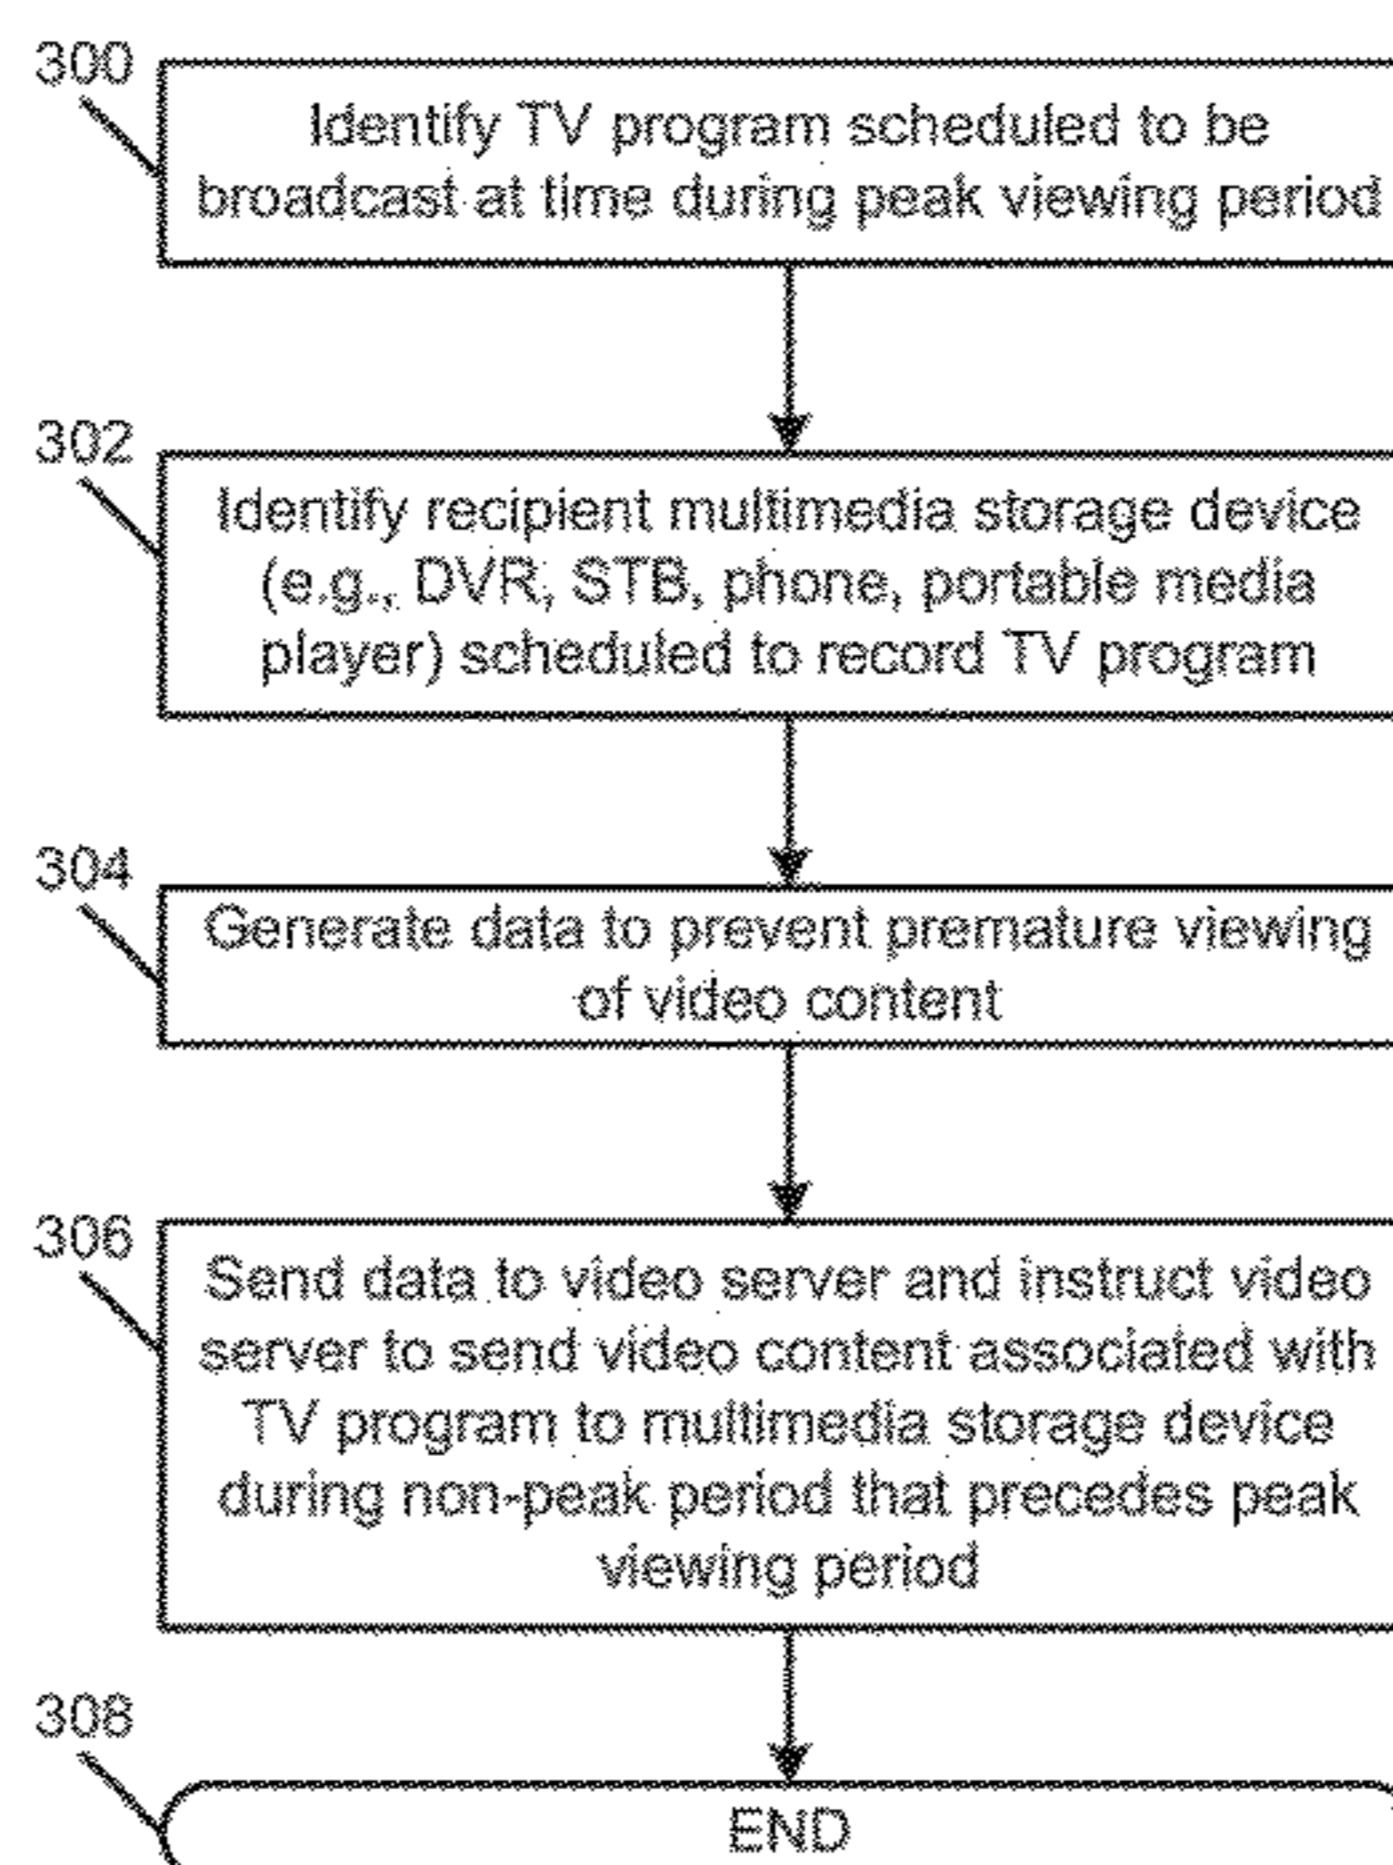 300
Identify TV program scheduled to be
broadcast at time during peak viewing period
302
Identify recipient multimedia storage device
(e.g., DVR, STB, phone, portable media
player) scheduled to record TV program
304
Generate data to prevent premature viewing
of video content
306
Send data to video server and instruct video
server to send video content associated with
TV program to multimedia storage device
during non-peak period that precedes peak
viewing period
308
END